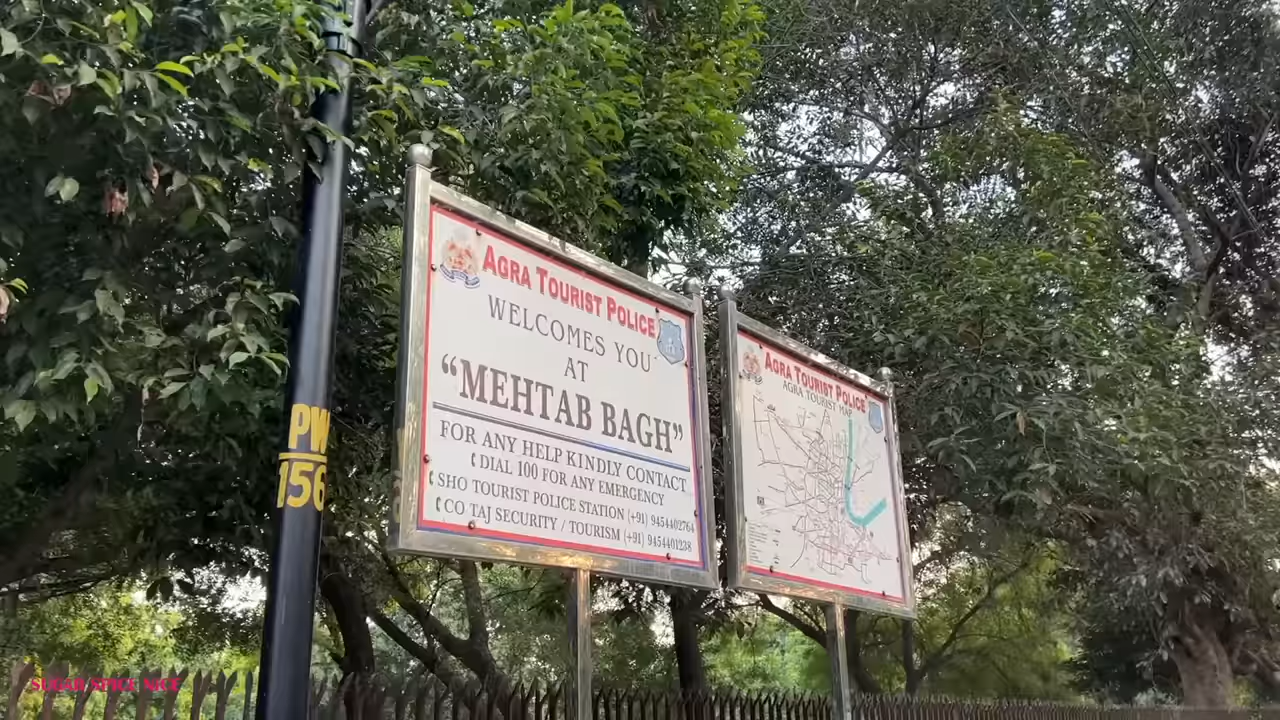 PW
156
AGRA TOURIST POLICE
WELCOMES YOU
AT
"MEHTAB BAGH"
FOR ANY HELP KINDLY CONTACT
DIAL 100 FOR ANY EMERGENCY
SHO TOURIST POLICE STATION (+91) 9454402764
CO TAJ SECURITY / TOURISM (+91) 9454401238
AGRA TOURIST POLICE
AGRA TOURIST MAP
SUGAR SPICE NICE